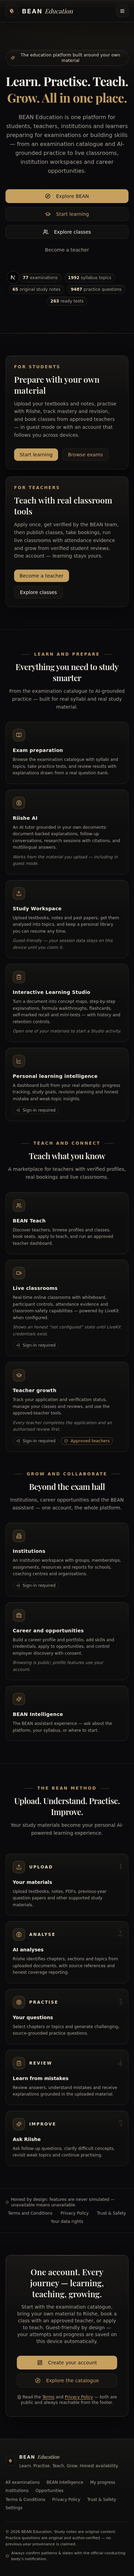 BEAN Education
The education platform built around your own
material
Learn. Practise. Teach.
Grow. All in one place.
BEAN Education is one platform for
students, teachers, institutions and learners
preparing for examinations or building skills
— from an examination catalogue and
AI-grounded practice to live classrooms,
institution workspaces and career
opportunities.
Explore BEAN
Start learning
Explore classes
Become a teacher
77 examinations
1992 syllabus topics
65 original study notes
9487 practice questions
263 ready tests
FOR STUDENTS
Prepare with your own
material
Upload your textbooks and notes, practise
with Riishe, track mastery and revision,
and book classes from approved teachers
— in guest mode or with an account that
follows you across devices.
Start learning
Browse exams
FOR TEACHERS
Teach with real classroom
tools
Apply once, get verified by the BEAN team,
then publish classes, take bookings, run
live classrooms with attendance evidence
and grow from verified student reviews.
One account — learning stays yours.
Become a teacher
Explore classes
LEARN AND PREPARE
Everything you need to study
smarter
From the examination catalogue to AI-grounded
practice — built for real syllabi and real study
material.
Exam preparation
Browse the examination catalogue with syllabi and
topics, take practice tests, and review results with
explanations drawn from a real question bank.
Riishe AI
An AI tutor grounded in your own documents:
document-backed explanations, follow-up
conversations, research sessions with citations, and
multilingual answers.
Works from the material you upload — including in
guest mode.
Study Workspace
Upload textbooks, notes and past papers, get them
analysed into topics, and keep a personal library
you can resume any time.
Guest-friendly — your session data stays on this
device until you claim it.
Interactive Learning Studio
Turn a document into concept maps, step-by-step
explanations, formula walkthroughs, flashcards,
self-checked recall and mini-tests — with history and
retention controls.
Open one of your materials to start a Studio activity.
Personal learning intelligence
A dashboard built from your real attempts: progress
tracking, study goals, revision planning and honest
mistake and weak-topic insights.
Sign-in required
TEACH AND CONNECT
Teach what you know
A marketplace for teachers with verified profiles,
real bookings and live classrooms.
BEAN Teach
Discover teachers, browse profiles and classes,
book seats, apply to teach, and run an approved
teacher dashboard.
Live classrooms
Real-time online classrooms with whiteboard,
participant controls, attendance evidence and
classroom-safety capabilities — powered by LiveKit
when configured.
Shows an honest "not configured" state until LiveKit
credentials exist.
Sign-in required
Teacher growth
Track your application and verification status,
manage your classes and reviews, and use the
approved-teacher tools.
Every teacher completes the application and an
authorised review first.
Sign-in required
Approved teachers
GROW AND COLLABORATE
Beyond the exam hall
Institutions, career opportunities and the BEAN
assistant — one account, the whole platform.
Institutions
An institution workspace with groups, memberships,
assignments, resources and reports for schools,
coaching centres and organisations.
Sign-in required
Career and opportunities
Build a career profile and portfolio, add skills and
projects, apply to opportunities, and control
employer discovery with consent.
Browsing is public; profile features use your
account.
BEAN Intelligence
The BEAN assistant experience — ask about the
platform, your syllabus, or where to start.
THE BEAN METHOD
Upload. Understand. Practise.
Improve.
Your study materials become your personal AI-
powered learning experience.
UPLOAD
Your materials
Upload textbooks, notes, PDFs, previous-year
question papers and other supported study
materials.
ANALYSE
AI analyses
Riishe identifies chapters, sections and topics from
uploaded documents, with source references and
honest coverage reporting.
PRACTISE
Your questions
Select chapters or topics and generate challenging,
source-grounded practice questions.
REVIEW
Learn from mistakes
Review answers, understand mistakes and receive
explanations grounded in the uploaded material.
IMPROVE
Ask Riishe
Ask follow-up questions, clarify difficult concepts,
revisit weak topics and continue practising.
Honest by design: features are never simulated —
unavailable means unavailable.
Terms and Conditions
Privacy Policy
Trust & Safety
Your data rights
One account. Every
journey — learning,
teaching, growing.
Start with the examination catalogue,
bring your own material to Riishe, book a
class with an approved teacher, or apply
to teach. Guest-friendly by design —
your attempts and progress are saved on
this device automatically.
Create your account
Explore the catalogue
Read the Terms and Privacy Policy — both are
public and always reachable from the footer.
BEAN Education
Learn. Practise. Teach. Grow. Honest availability
All examinations
BEAN Intelligence
My progress
Institutions
Opportunities
Terms & Conditions
Privacy Policy
Trust & Safety
Settings
© 2026 BEAN Education. Study notes are original content.
Practice questions are original and author-verified — no
previous-year provenance is claimed.
Always confirm patterns & dates with the official conducting
body's notification.